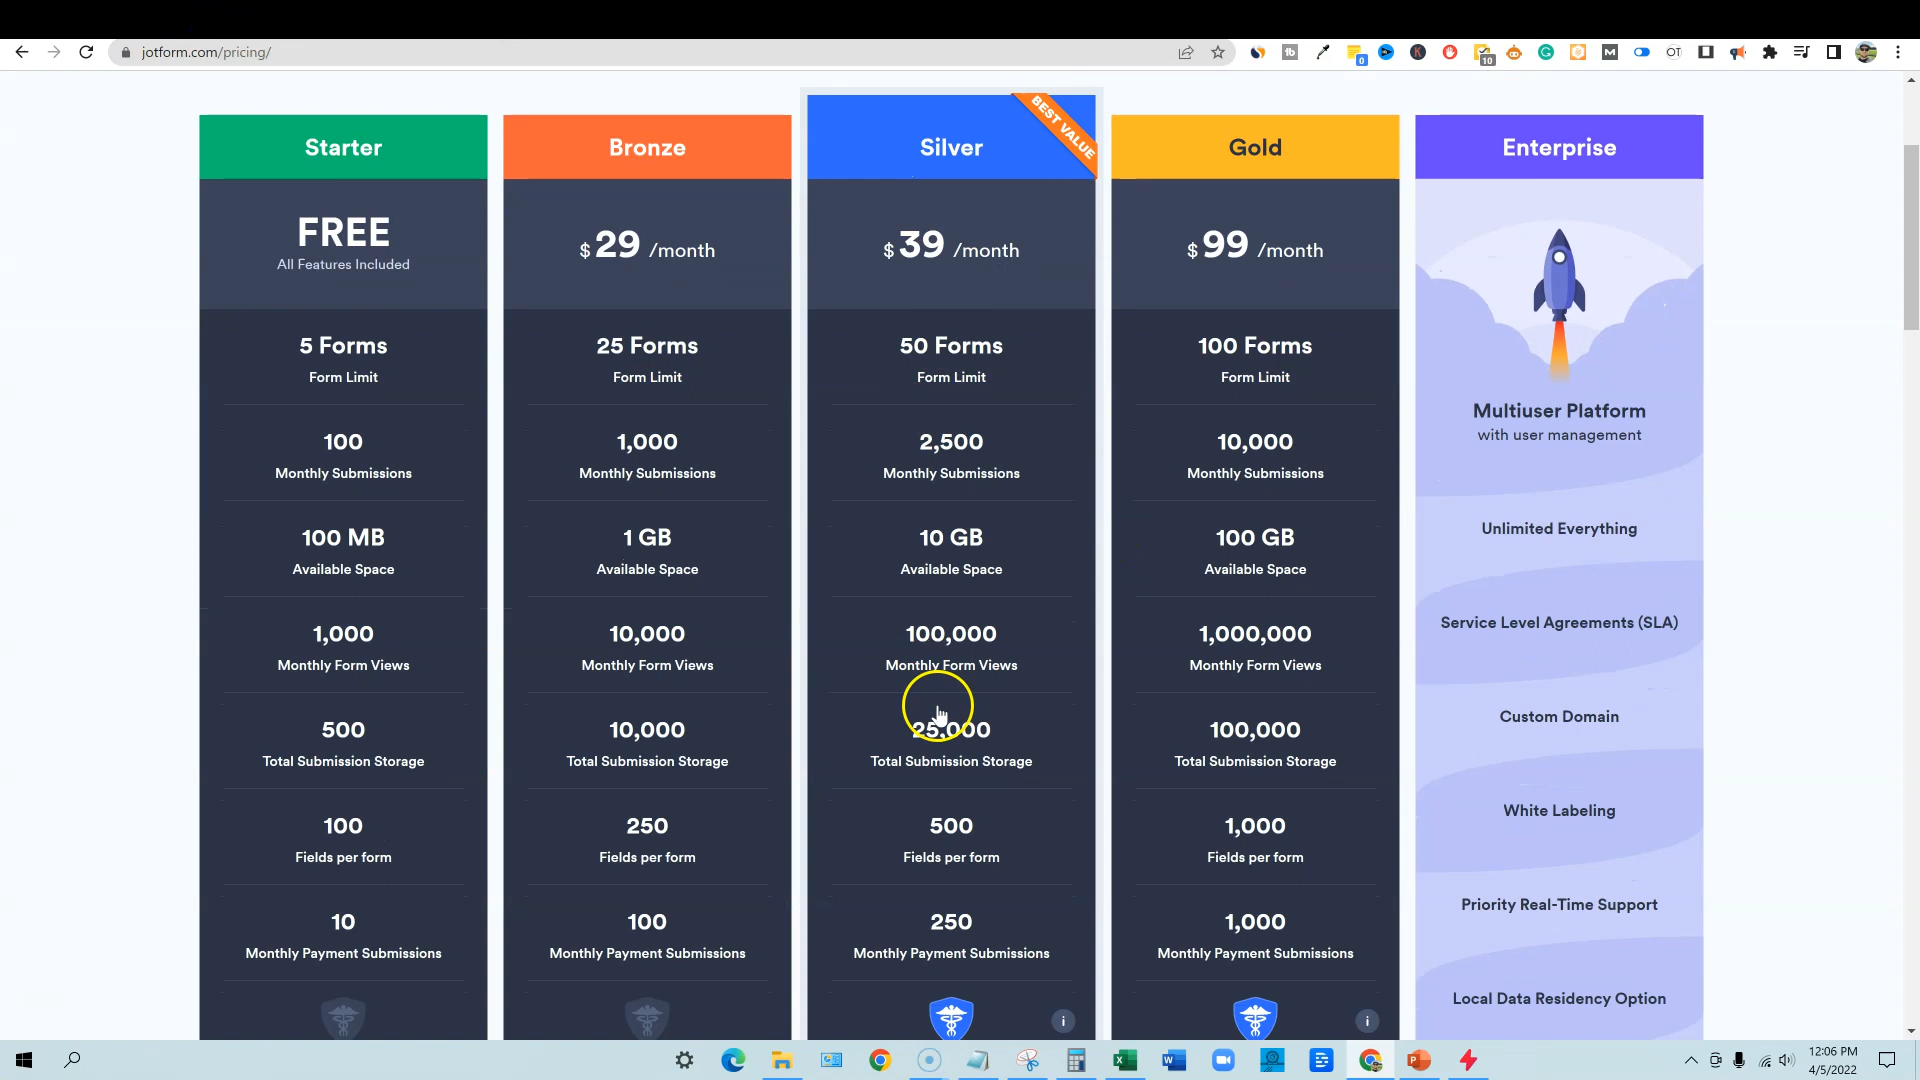 jotform.com/pricing/
0
10
Starter
Bronze
Silver
BEST VALUE
Gold
Enterprise
FREE
All Features Included
$ 29 /month
$ 39 /month
$ 99 /month
5 Forms
Form Limit
25 Forms
Form Limit
50 Forms
Form Limit
100 Forms
Form Limit
Multiuser Platform
with user management
100
Monthly Submissions
1,000
Monthly Submissions
2,500
Monthly Submissions
10,000
Monthly Submissions
Unlimited Everything
100 MB
Available Space
1 GB
Available Space
10 GB
Available Space
100 GB
Available Space
1,000
Monthly Form Views
10,000
Monthly Form Views
100,000
Monthly Form Views
1,000,000
Monthly Form Views
Service Level Agreements (SLA)
500
Total Submission Storage
10,000
Total Submission Storage
25,000
Total Submission Storage
100,000
Total Submission Storage
Custom Domain
100
Fields per form
250
Fields per form
500
Fields per form
1,000
Fields per form
White Labeling
10
Monthly Payment Submissions
100
Monthly Payment Submissions
250
Monthly Payment Submissions
1,000
Monthly Payment Submissions
Priority Real-Time Support
Local Data Residency Option
12:06 PM
4/5/2022